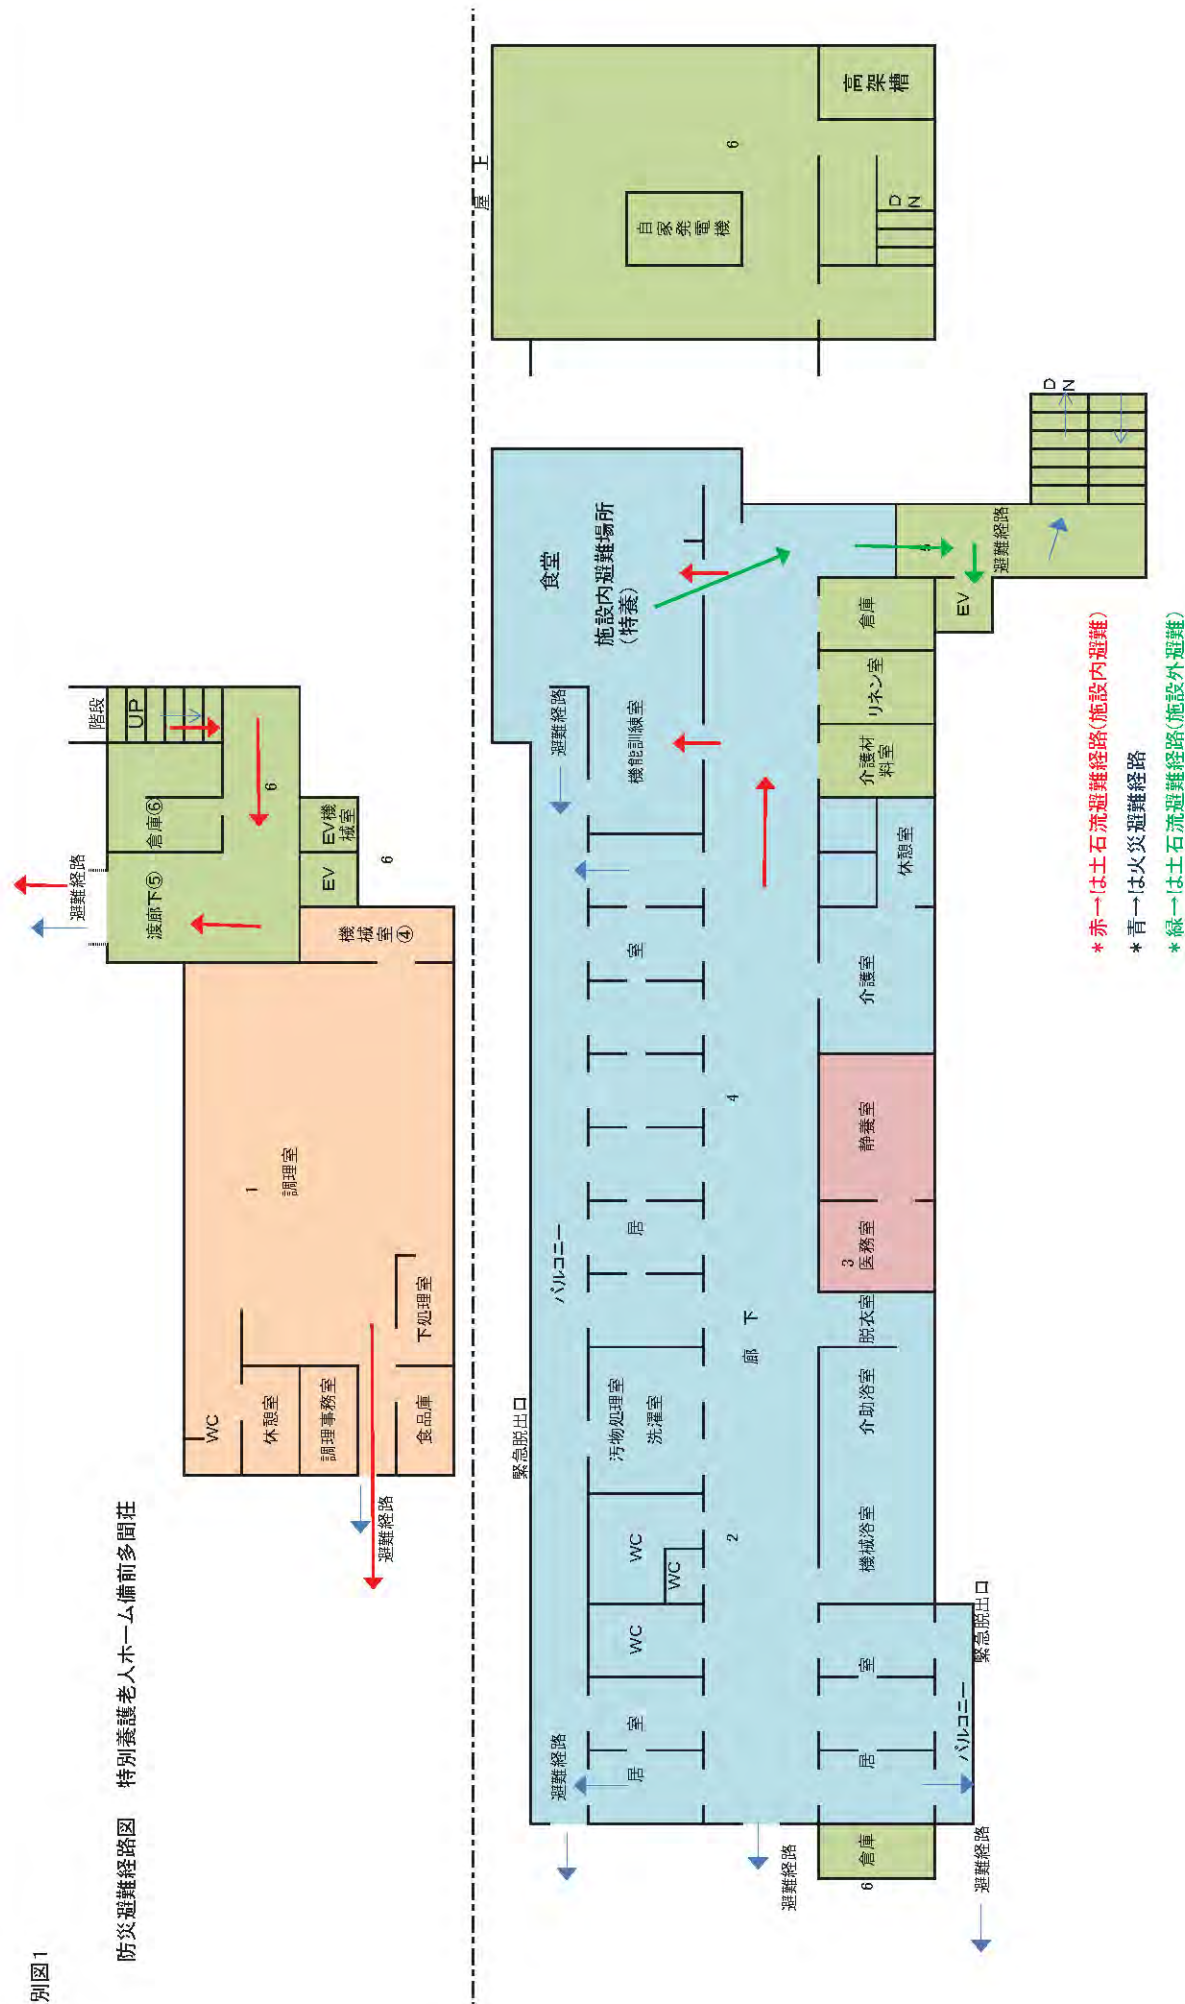 別図1
防災避難経路図　特別養護老人ホーム備前多聞荘
WC
休憩室
調理事務室
食品庫
下処理室
避難経路
1
調理室
機械室④
渡廊下⑤
避難経路
倉庫⑥
EV
EV機械室
6
6
階段
UP
屋上
自家発電機
6
高架槽
DN
緊急脱出口
バルコニー
避難経路
避難経路
居
室
WC
WC
WC
汚物処理室
洗濯室
居
室
機能訓練室
食堂
施設内避難場所
（特養）
2
廊下
4
避難経路
倉庫
6
居
室
バルコニー
緊急脱出口
避難経路
機械浴室
介助浴室
脱衣室
3
医務室
静養室
介護室
休憩室
介護材料室
リネン室
倉庫
EV
5
避難経路
DN
＊赤→は土石流避難経路(施設内避難)
＊青→は火災避難経路
＊緑→は土石流避難経路(施設外避難)